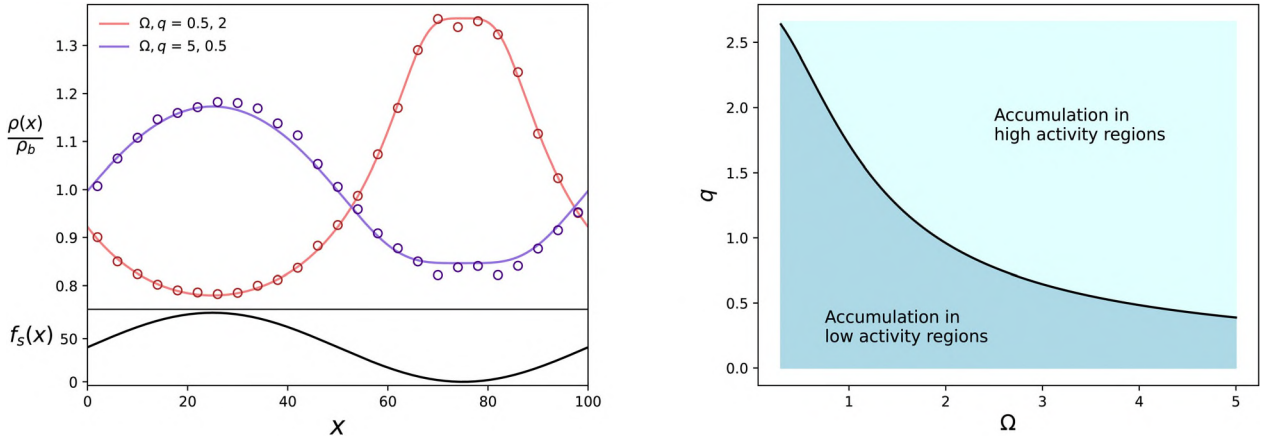 Ω, q = 0.5, 2
Ω, q = 5, 0.5
ρ(x)
ρb
1.3
1.2
1.1
1.0
0.9
0.8
fs(x)
50
0
0 20 40 60 80 100
x
q
2.5
2.0
1.5
1.0
0.5
0.0
Accumulation in
high activity regions
Accumulation in
low activity regions
1 2 3 4 5
Ω